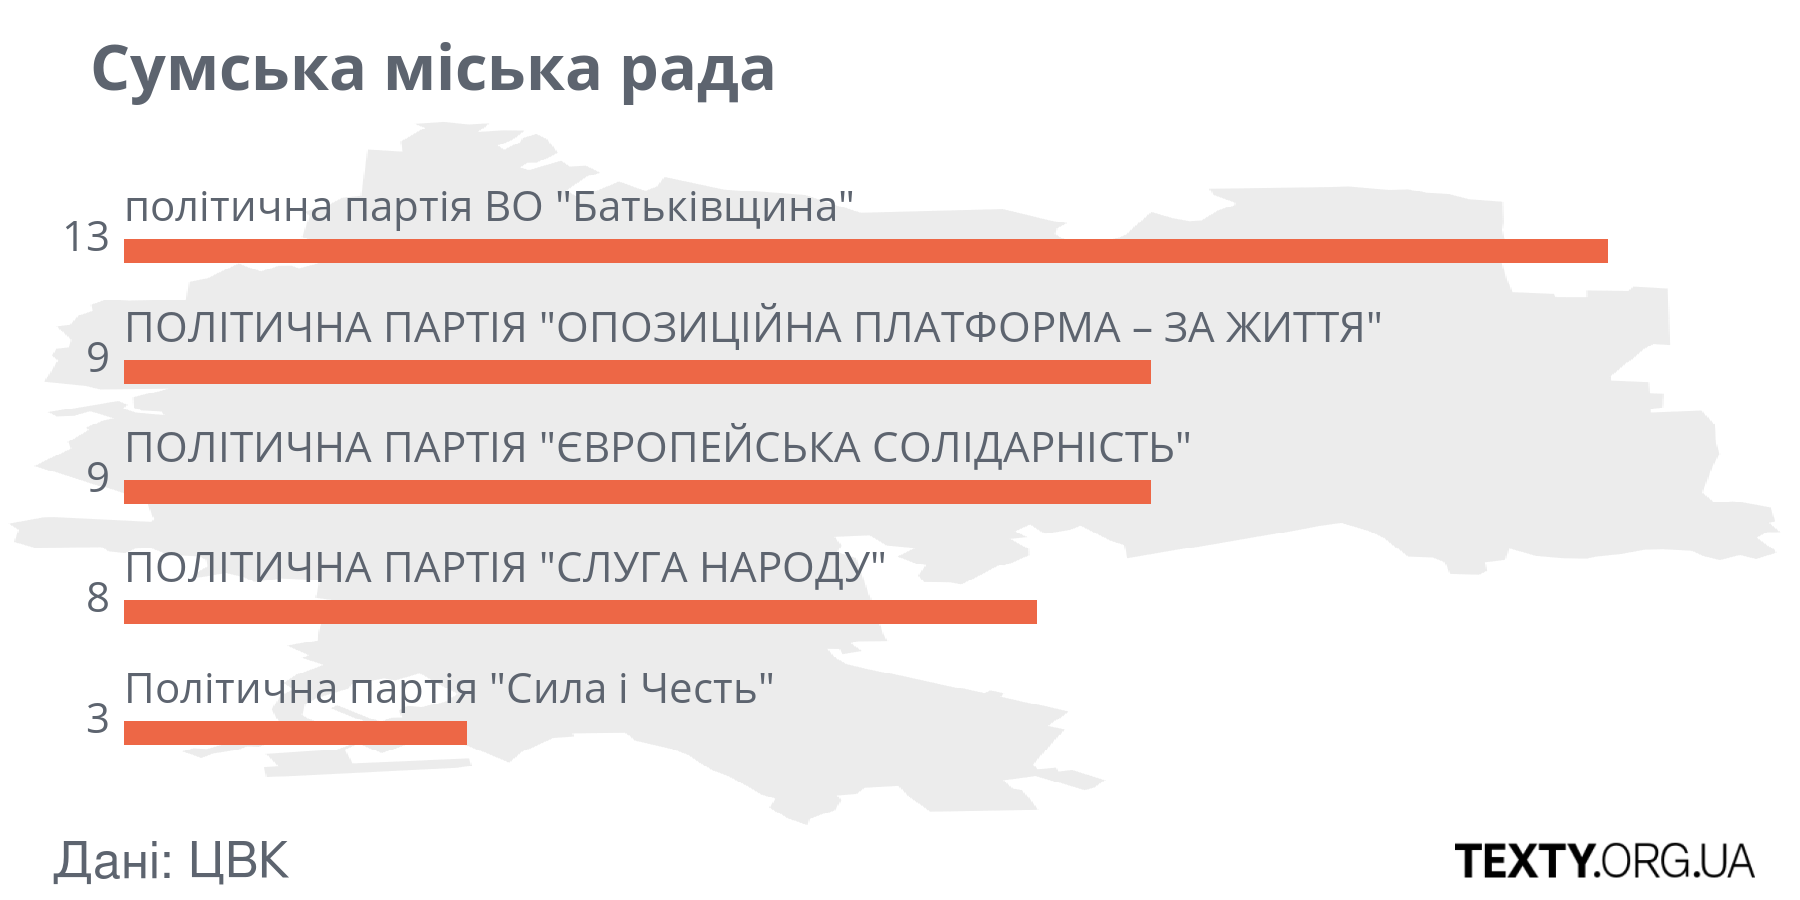 Сумська міська рада
політична партія ВО "Батьківщина"
13
ПОЛІТИЧНА ПАРТІЯ "ОПОЗИЦІЙНА ПЛАТФОРМА – ЗА ЖИТТЯ"
9
ПОЛІТИЧНА ПАРТІЯ "ЄВРОПЕЙСЬКА СОЛІДАРНІСТЬ"
9
ПОЛІТИЧНА ПАРТІЯ "СЛУГА НАРОДУ"
8
Політична партія "Сила і Честь"
3
Дані: ЦВК
TEXTY.ORG.UA